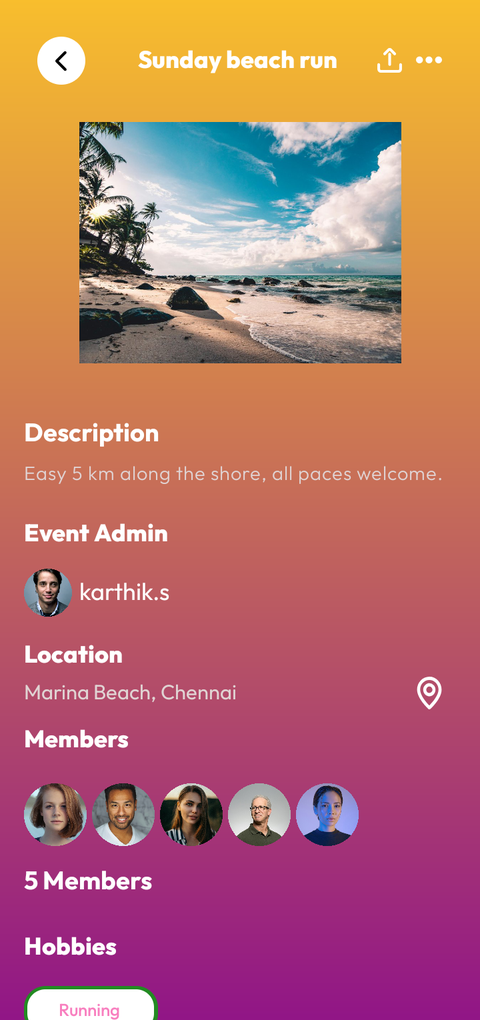 Sunday beach run
Description
Easy 5 km along the shore, all paces welcome.
Event Admin
karthik.s
Location
Marina Beach, Chennai
Members
5 Members
Hobbies
Running